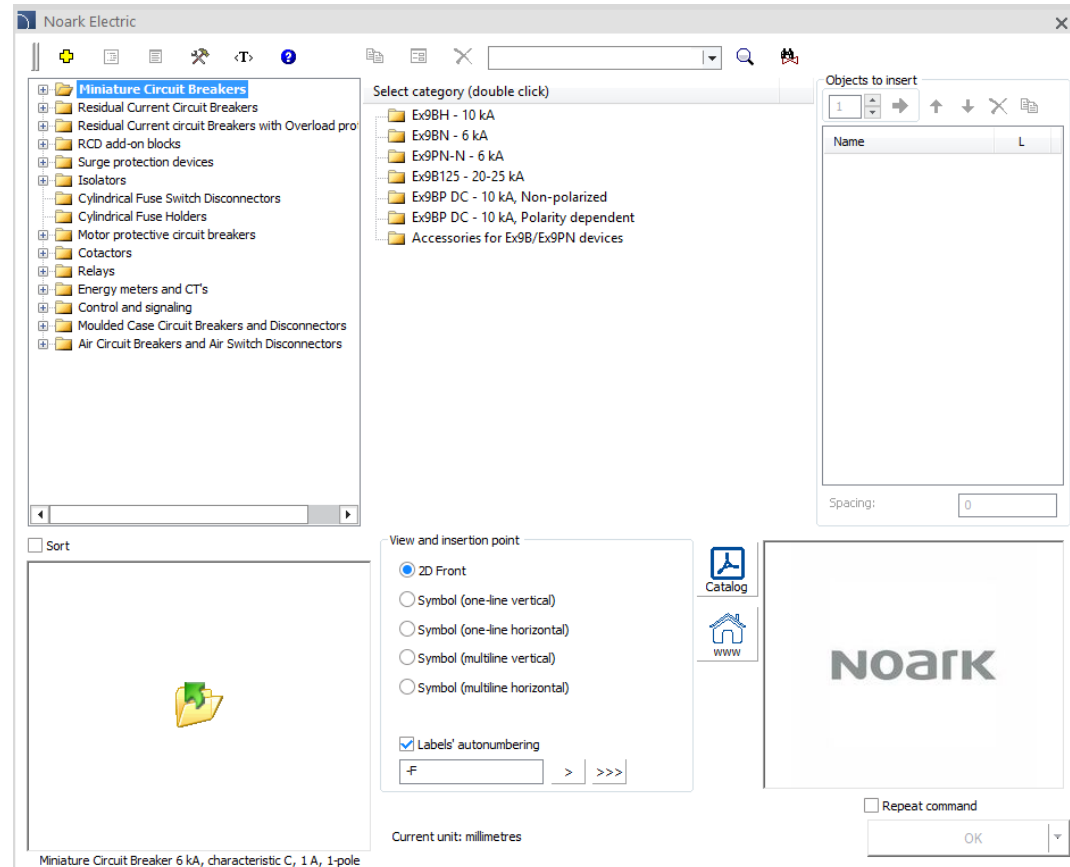 Noark Electric
<T>
Miniature Circuit Breakers
Residual Current Circuit Breakers
Residual Current circuit Breakers with Overload pro
RCD add-on blocks
Surge protection devices
Isolators
Cylindrical Fuse Switch Disconnectors
Cylindrical Fuse Holders
Motor protective circuit breakers
Cotactors
Relays
Energy meters and CT's
Control and signaling
Moulded Case Circuit Breakers and Disconnectors
Air Circuit Breakers and Air Switch Disconnectors
Sort
Select category (double click)
Ex9BH - 10 kA
Ex9BN - 6 kA
Ex9PN-N - 6 kA
Ex9B125 - 20-25 kA
Ex9BP DC - 10 kA, Non-polarized
Ex9BP DC - 10 kA, Polarity dependent
Accessories for Ex9B/Ex9PN devices
Objects to insert
1
Name L
Spacing: 0
View and insertion point
2D Front
Symbol (one-line vertical)
Symbol (one-line horizontal)
Symbol (multiline vertical)
Symbol (multiline horizontal)
Labels' autonumbering
-F > >>>
Catalog
www
NOARK
Repeat command
Current unit: millimetres
OK
Miniature Circuit Breaker 6 kA, characteristic C, 1 A, 1-pole